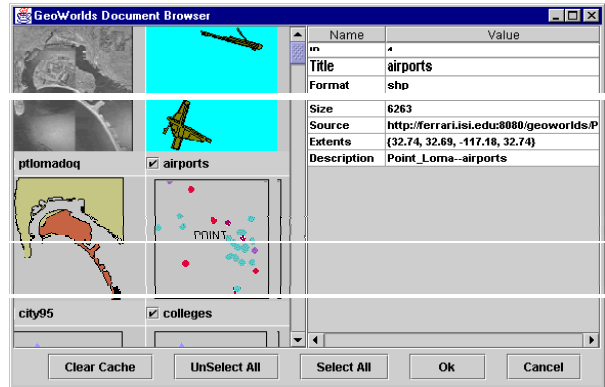 GeoWorlds Document Browser
Name Value
Title airports
Format shp
Size 6263
Source http://ferrari.isi.edu:8080/geoworlds/P
Extents {32.74, 32.69, -117.18, 32.74}
Description Point_Loma--airports
ptlomadoq airports
POINT
city95 colleges
Clear Cache UnSelect All Select All Ok Cancel